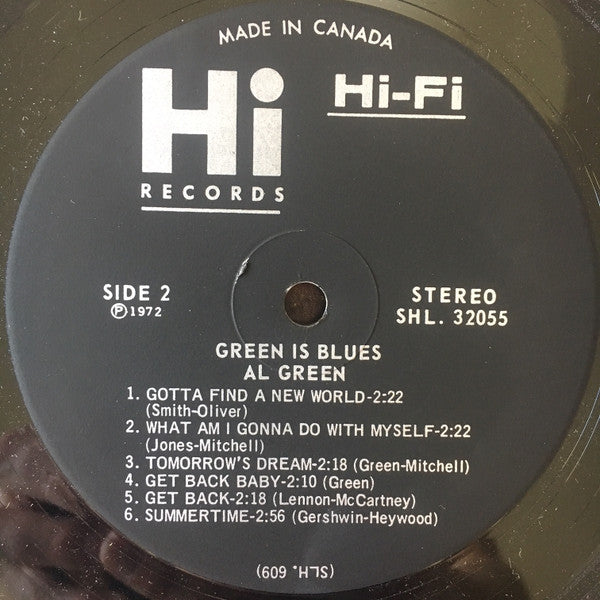 MADE IN CANADA
Hi
RECORDS
Hi-Fi
SIDE 2
℗1972
STEREO
SHL. 32055
GREEN IS BLUES
AL GREEN
1. GOTTA FIND A NEW WORLD-2:22
(Smith-Oliver)
2. WHAT AM I GONNA DO WITH MYSELF-2:22
(Jones-Mitchell)
3. TOMORROW'S DREAM-2:18 (Green-Mitchell)
4. GET BACK BABY-2:10 (Green)
5. GET BACK-2:18 (Lennon-McCartney)
6. SUMMERTIME-2:56 (Gershwin-Heywood)
(SLH. 609)